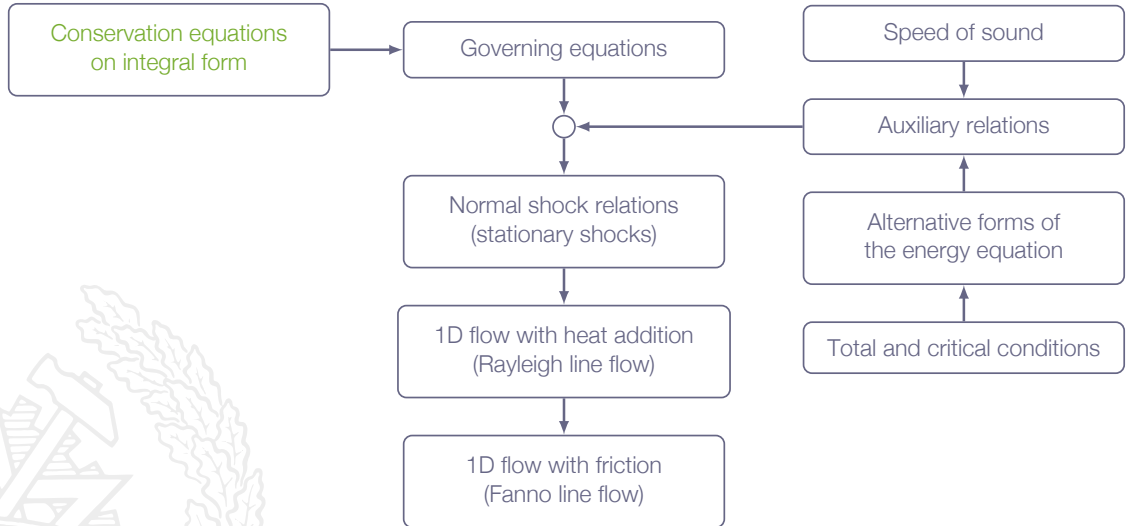 Conservation equations
on integral form
Governing equations
Speed of sound
Auxiliary relations
Normal shock relations
(stationary shocks)
Alternative forms of
the energy equation
1D flow with heat addition
(Rayleigh line flow)
Total and critical conditions
1D flow with friction
(Fanno line flow)